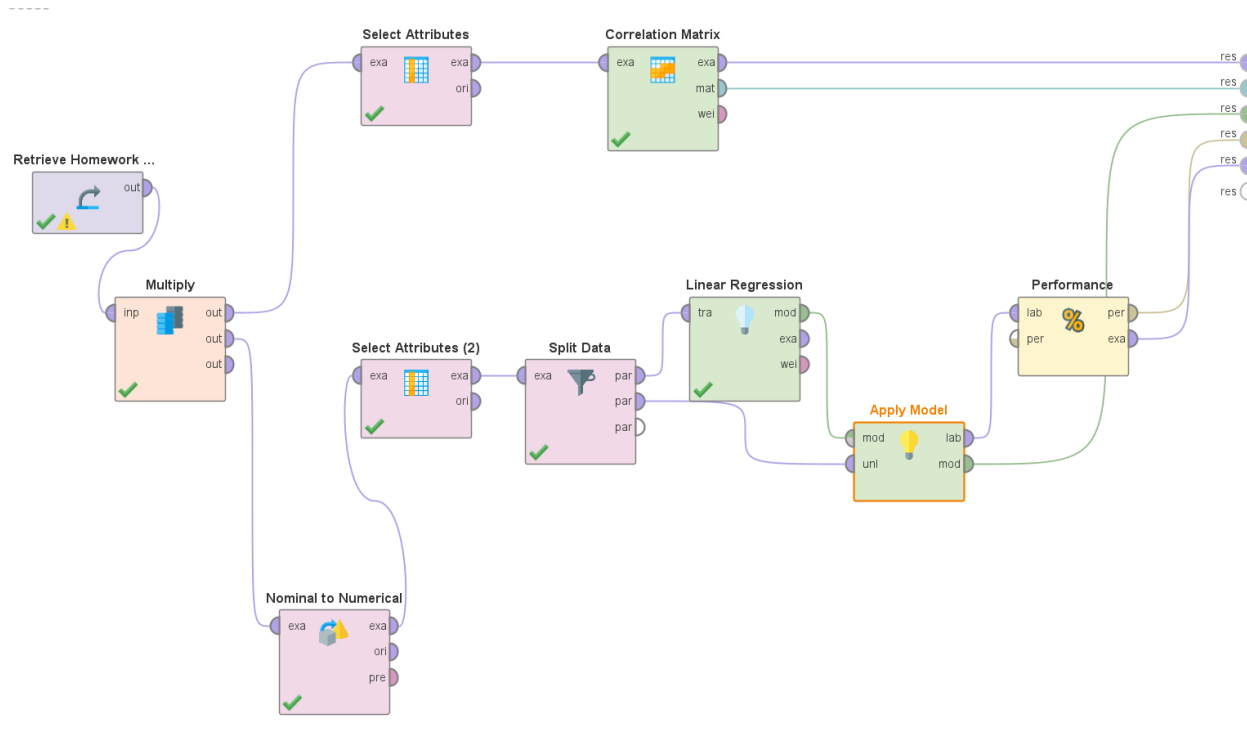 Select Attributes
exa exa
ori
Correlation Matrix
exa exa
mat
wei
res
res
res
res
res
res
Retrieve Homework ...
out
Multiply
inp out
out
out
Select Attributes (2)
exa exa
ori
Split Data
exa par
par
par
Linear Regression
tra mod
exa
wei
Performance
%
lab per
per exa
Apply Model
mod lab
unl mod
Nominal to Numerical
exa exa
ori
pre